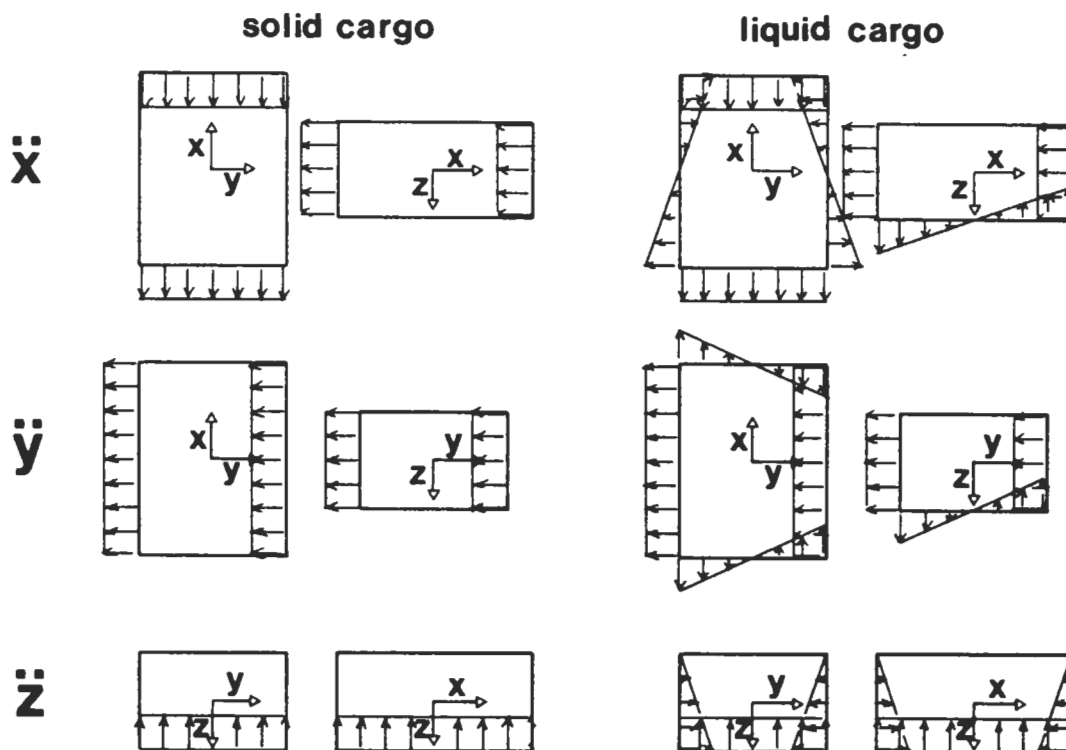 solid cargo liquid cargo
ẍ
x y x z x y x z
ÿ
x y y z x y y z
z̈
y z x z y z x z